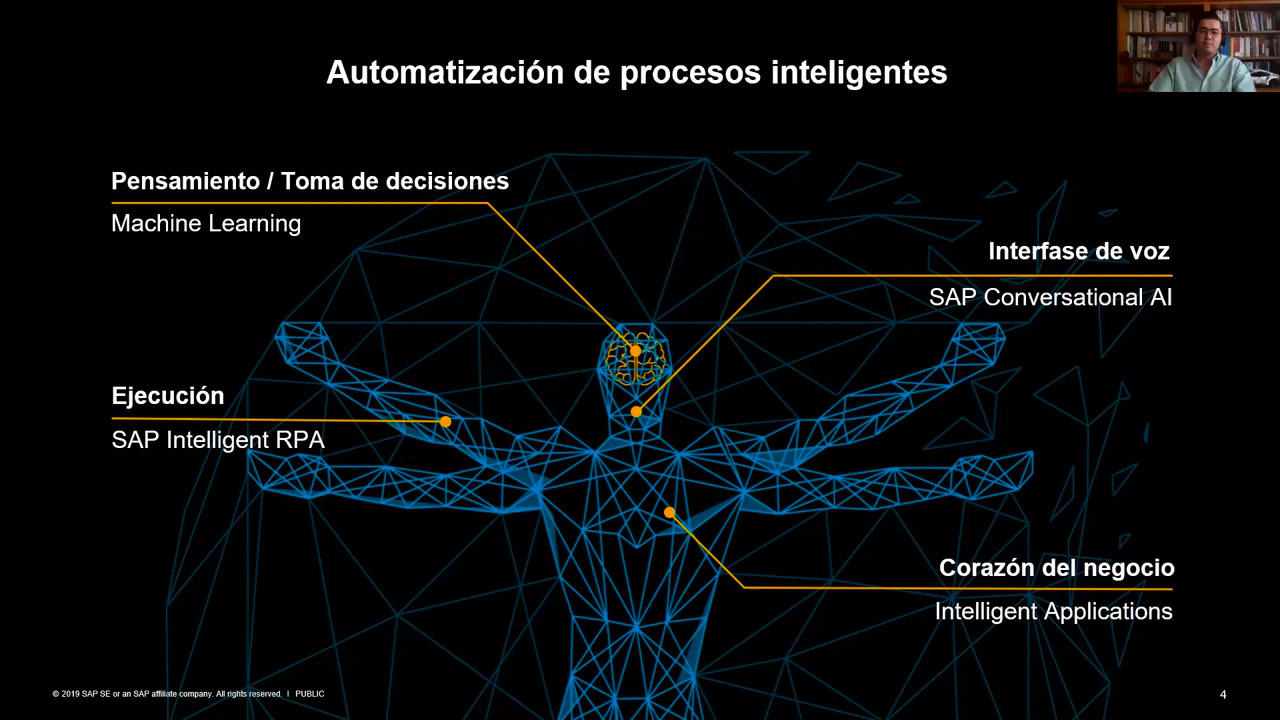 Automatización de procesos inteligentes
Pensamiento / Toma de decisiones
Machine Learning
Interfase de voz
SAP Conversational AI
Ejecución
SAP Intelligent RPA
Corazón del negocio
Intelligent Applications
© 2019 SAP SE or an SAP affiliate company. All rights reserved. I PUBLIC
4